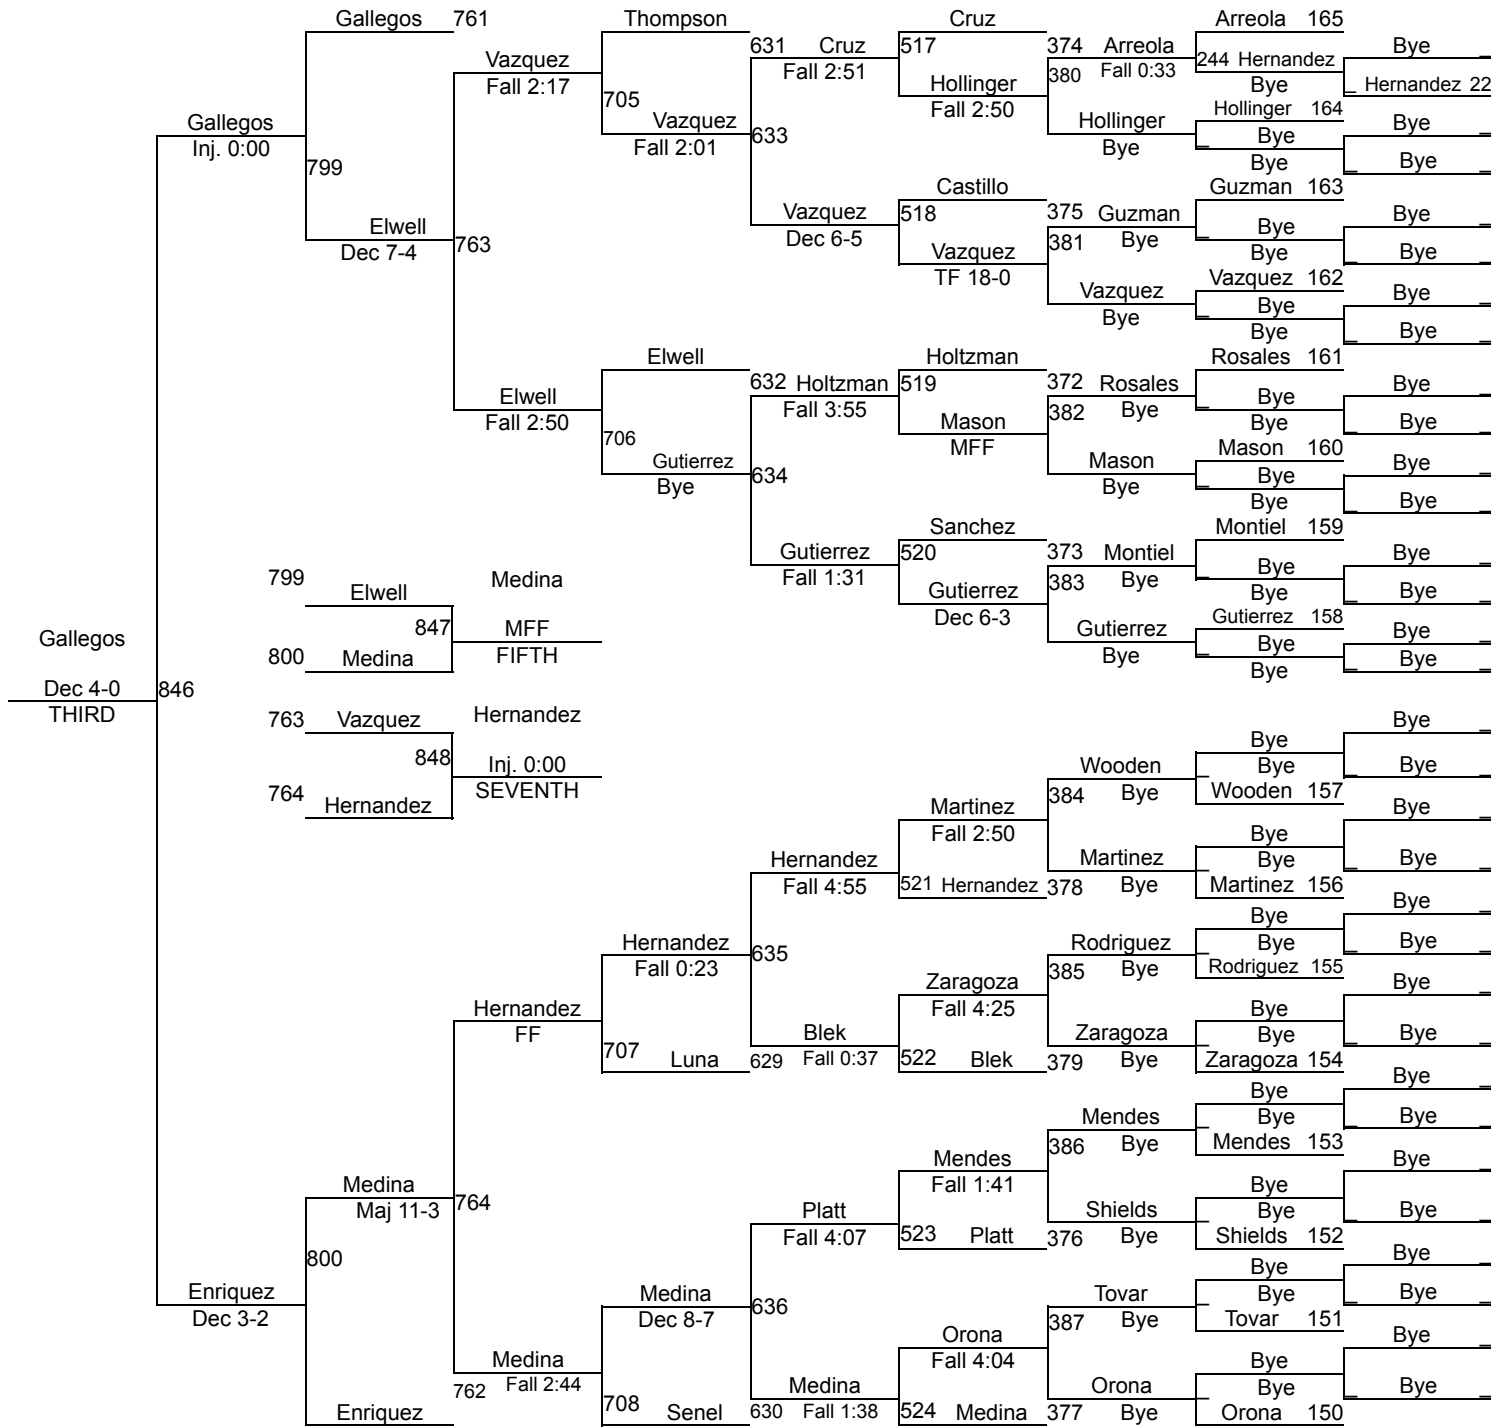 Gallegos 761 Thompson Cruz Arreola 165
631 Cruz 517 374 Arreola Bye _
Vazquez Fall 2:51 244 Hernandez
Fall 2:17 Hollinger 380 Fall 0:33 Bye _ Hernandez 22
705 Fall 2:50 Hollinger 164
Gallegos Vazquez 633 Hollinger _ Bye Bye _
Inj. 0:00 Fall 2:01 Bye Bye _ Bye _
799 Castillo Guzman 163
Elwell Vazquez 518 375 Guzman Bye _
Dec 7-4 763 Dec 6-5 381 Bye _ Bye
Vazquez Bye _ Bye _
TF 18-0 Vazquez Vazquez 162
Bye _ Bye Bye _
Bye _ Bye _
Elwell Holtzman Rosales 161
632 Holtzman 519 372 Rosales Bye _
Elwell Fall 3:55 382 Bye _ Bye
Fall 2:50 Mason Bye _ Bye _
706 MFF Mason Mason 160
Gutierrez 634 Bye _ Bye Bye _
Bye Bye _ Bye _
Sanchez Montiel 159
Gutierrez 520 373 Montiel Bye _
799 Elwell Medina Fall 1:31 383 Bye _ Bye
Gutierrez Bye _ Bye _
847 MFF Dec 6-3 Gutierrez Gutierrez 158
Gallegos FIFTH Bye _ Bye Bye _
800 Medina Bye _ Bye _
Dec 4-0 846
THIRD
763 Vazquez Hernandez Bye _
Bye
848 Inj. 0:00 Wooden _ Bye _ Bye _
764 Hernandez SEVENTH 384 Bye Wooden 157
Martinez Bye _
Fall 2:50 Bye
Hernandez Martinez _ Bye _ Bye _
Fall 4:55 521 Hernandez 378 Bye Martinez 156
Bye _
Bye
Hernandez 635 Rodriguez _ Bye _ Bye _
Fall 0:23 385 Bye Rodriguez 155
Zaragoza Bye _
Hernandez Fall 4:25 Bye
FF Blek Zaragoza _ Bye _ Bye _
707 Luna 629 Fall 0:37 522 Blek 379 Bye Zaragoza 154
Bye _
Bye
Mendes _ Bye _ Bye _
386 Bye Mendes 153
Mendes Bye _
Medina 764 Fall 1:41 Bye
Maj 11-3 Platt Shields _ Bye _ Bye _
Fall 4:07 523 Platt 376 Bye Shields 152
800 Bye _
Bye
Enriquez Medina 636 Tovar _ Bye _ Bye _
Dec 3-2 Dec 8-7 387 Bye Tovar 151
Orona Bye _
Medina Fall 4:04 Bye
762 Fall 2:44 Medina Orona _ Bye _ Bye _
Enriquez 708 Senel 630 Fall 1:38 524 Medina 377 Bye Orona 150